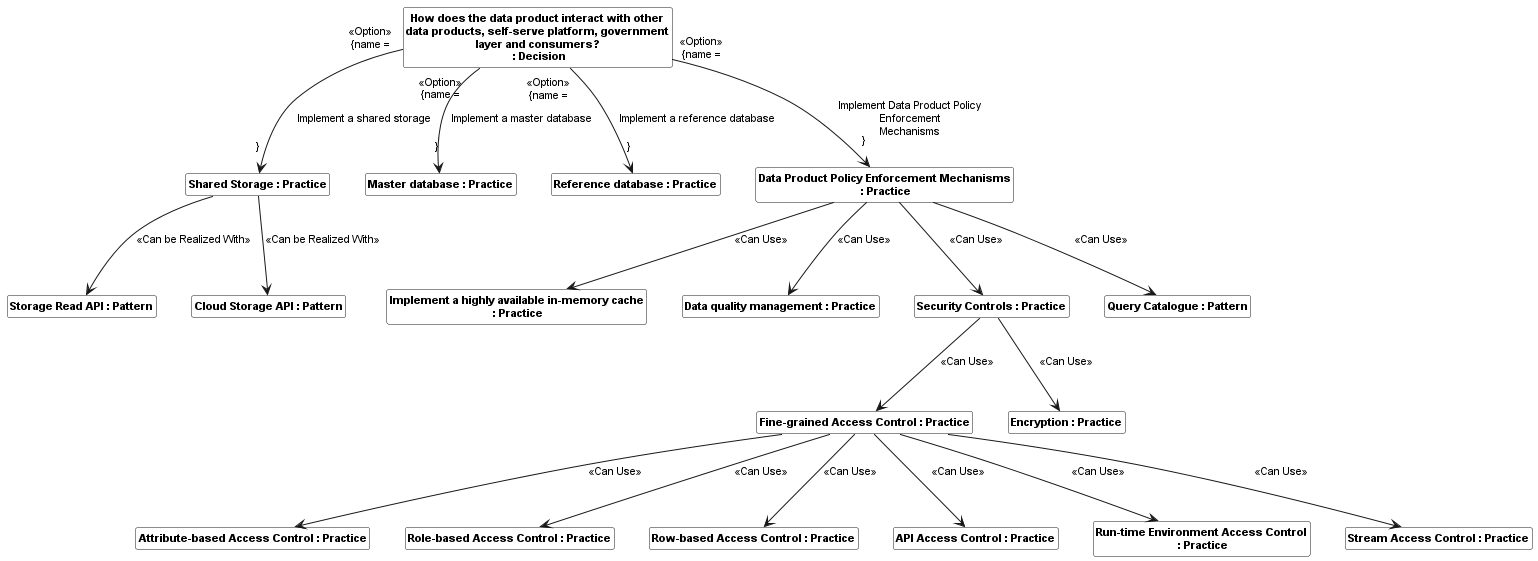 How does the data product interact with other
data products, self-serve platform, government
layer and consumers?
: Decision
«Option»
{name =
«Option»
{name =
«Option»
{name =
«Option»
{name =
Implement a shared storage
}
Implement a master database
}
Implement a reference database
}
Implement Data Product Policy
Enforcement
Mechanisms
}
Shared Storage : Practice
Master database : Practice
Reference database : Practice
Data Product Policy Enforcement Mechanisms
: Practice
«Can be Realized With»
«Can be Realized With»
«Can Use»
«Can Use»
«Can Use»
«Can Use»
Storage Read API : Pattern
Cloud Storage API : Pattern
Implement a highly available in-memory cache
: Practice
Data quality management : Practice
Security Controls : Practice
Query Catalogue : Pattern
«Can Use»
«Can Use»
Fine-grained Access Control : Practice
Encryption : Practice
«Can Use»
«Can Use»
«Can Use»
«Can Use»
«Can Use»
«Can Use»
Attribute-based Access Control : Practice
Role-based Access Control : Practice
Row-based Access Control : Practice
API Access Control : Practice
Run-time Environment Access Control
: Practice
Stream Access Control : Practice